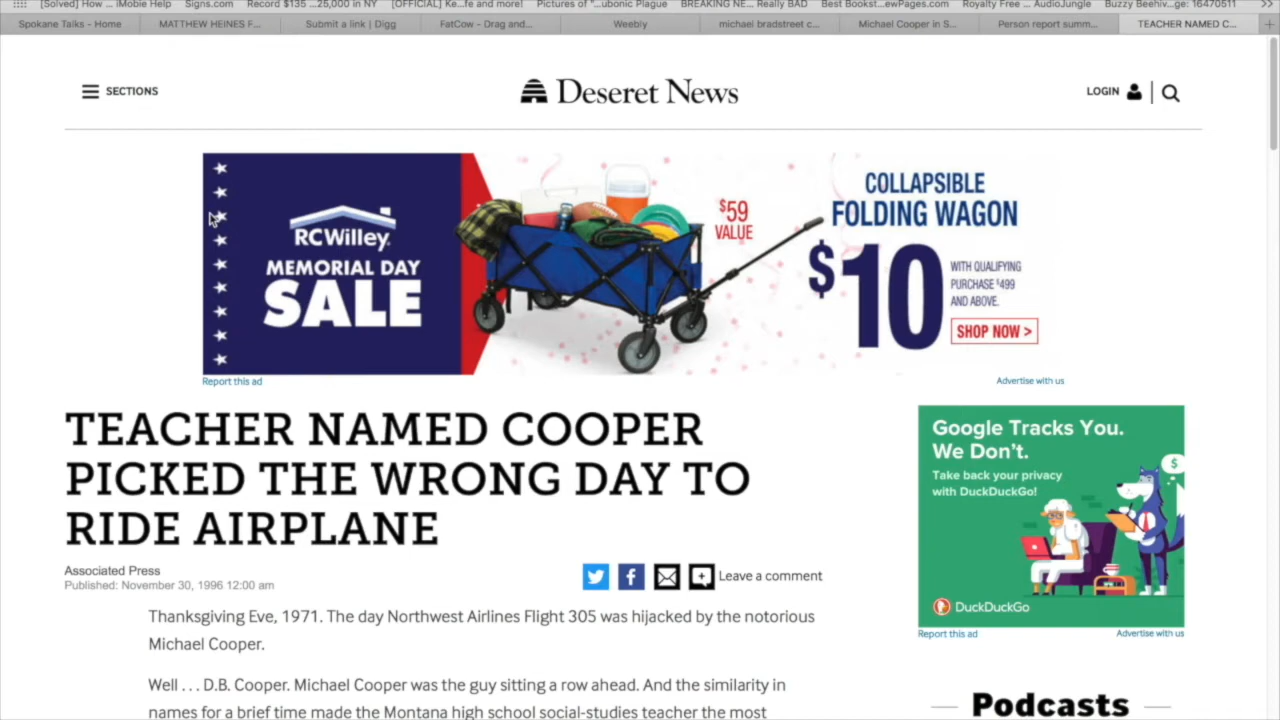 [Solved] How ... iMobie Help Signs.com Record $135 ...25,000 in NY [OFFICIAL] Ke...fe and more! Pictures of "...ubonic Plague BREAKING NE... Really BAD Best Bookst...ewPages.com Royalty Free ... AudioJungle Buzzy Beehiv...ge: 16470511 >>
Spokane Talks - Home MATTHEW HEINES F... Submit a link | Digg FatCow - Drag and... Weebly michael bradstreet c... Michael Cooper in S... Person report summ... TEACHER NAMED C... +
SECTIONS
Deseret News
LOGIN
RCWilley
MEMORIAL DAY
SALE
$59
VALUE
COLLAPSIBLE
FOLDING WAGON
$10
WITH QUALIFYING
PURCHASE $499
AND ABOVE.
SHOP NOW >
Report this ad
Advertise with us
TEACHER NAMED COOPER
PICKED THE WRONG DAY TO
RIDE AIRPLANE
Associated Press
Published: November 30, 1996 12:00 am
Leave a comment
Thanksgiving Eve, 1971. The day Northwest Airlines Flight 305 was hijacked by the notorious
Michael Cooper.
Well . . . D.B. Cooper. Michael Cooper was the guy sitting a row ahead. And the similarity in
names for a brief time made the Montana high school social-studies teacher the most
Google Tracks You.
We Don't.
Take back your privacy
with DuckDuckGo!
$
DuckDuckGo
Report this ad
Advertise with us
Podcasts